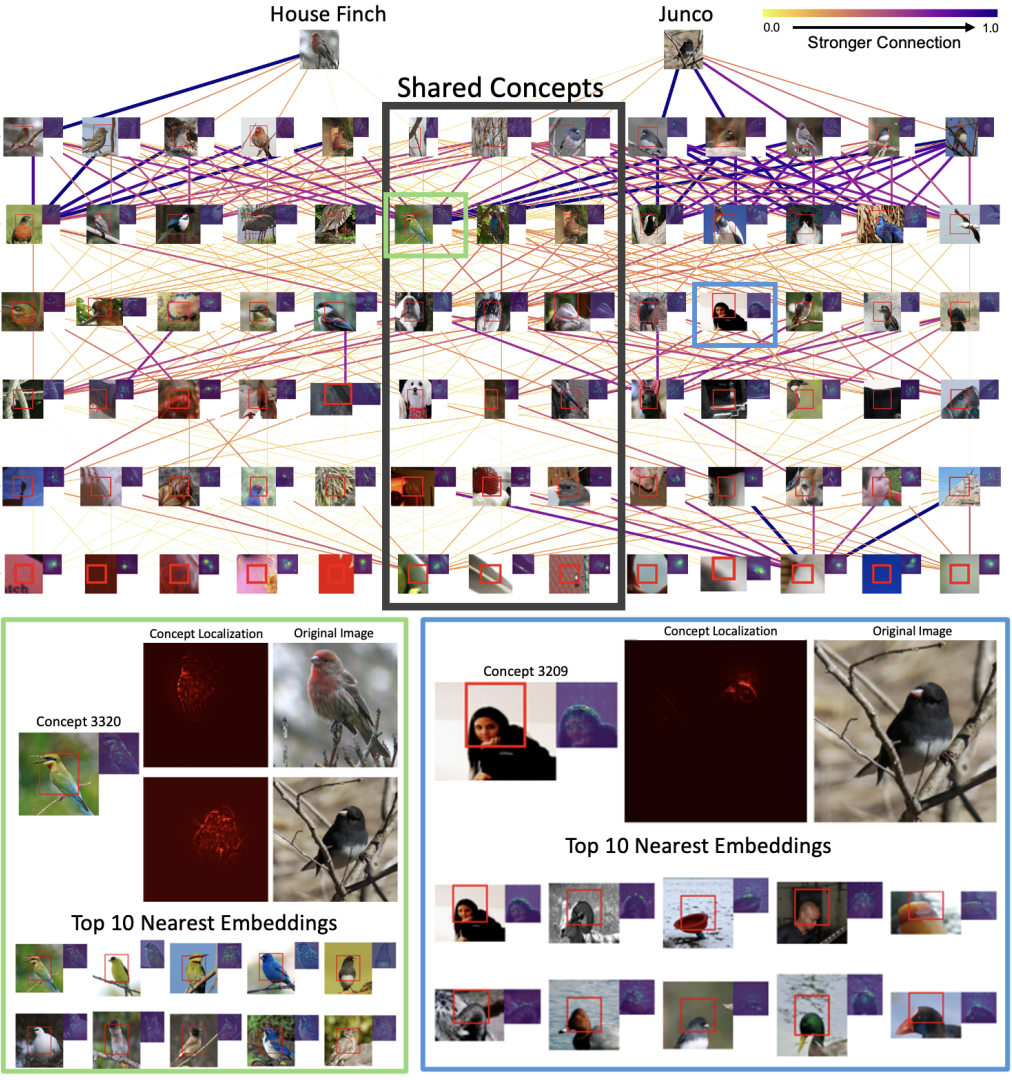 House Finch
Junco
0.0
1.0
Stronger Connection
Shared Concepts
Concept Localization
Original Image
Concept 3320
Top 10 Nearest Embeddings
Concept Localization
Original Image
Concept 3209
Top 10 Nearest Embeddings